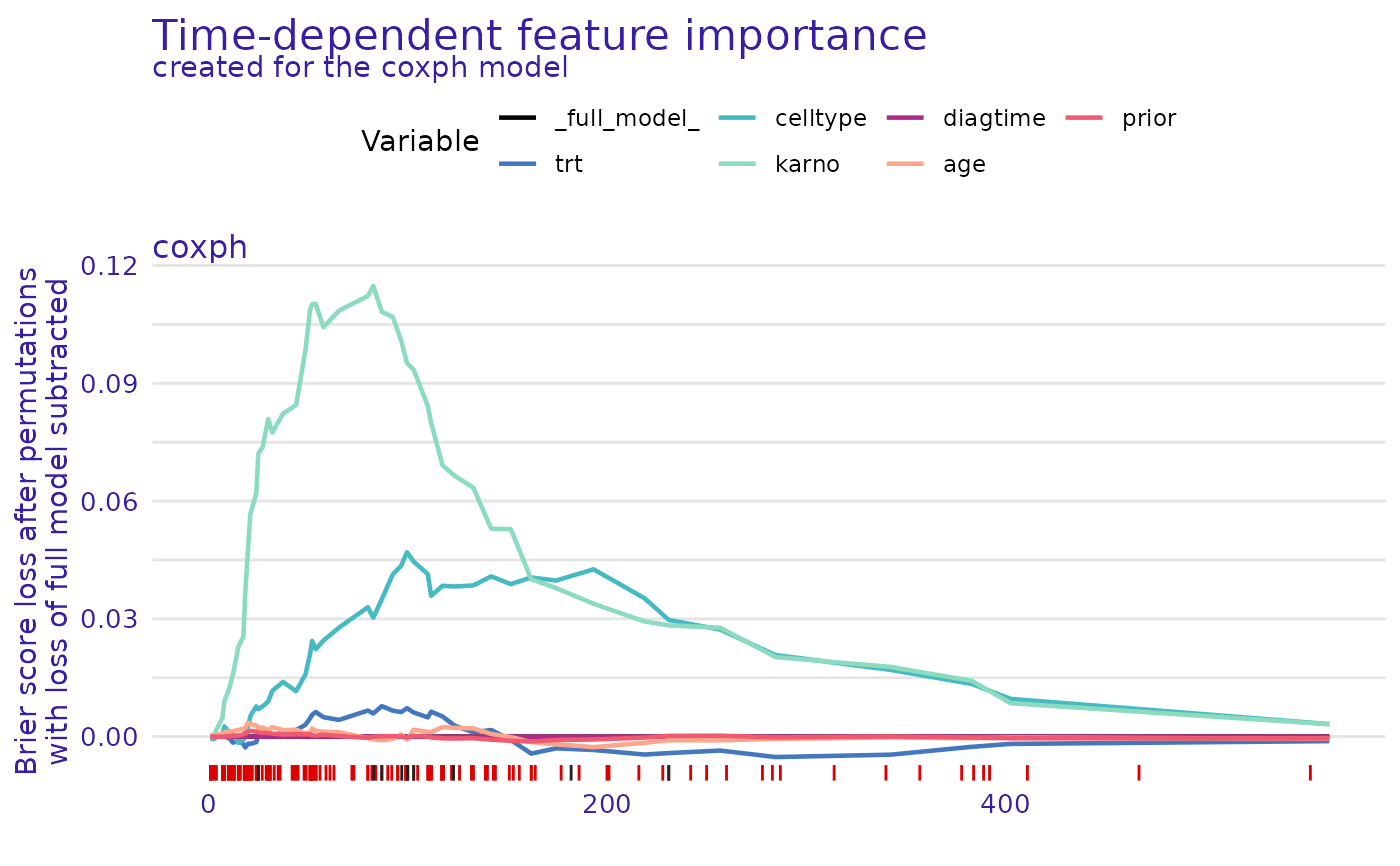 Time-dependent feature importance
created for the coxph model
Variable
_full_model_ celltype diagtime prior
trt karno age
coxph
Brier score loss after permutations
with loss of full model subtracted
0.12
0.09
0.06
0.03
0.00
0 200 400